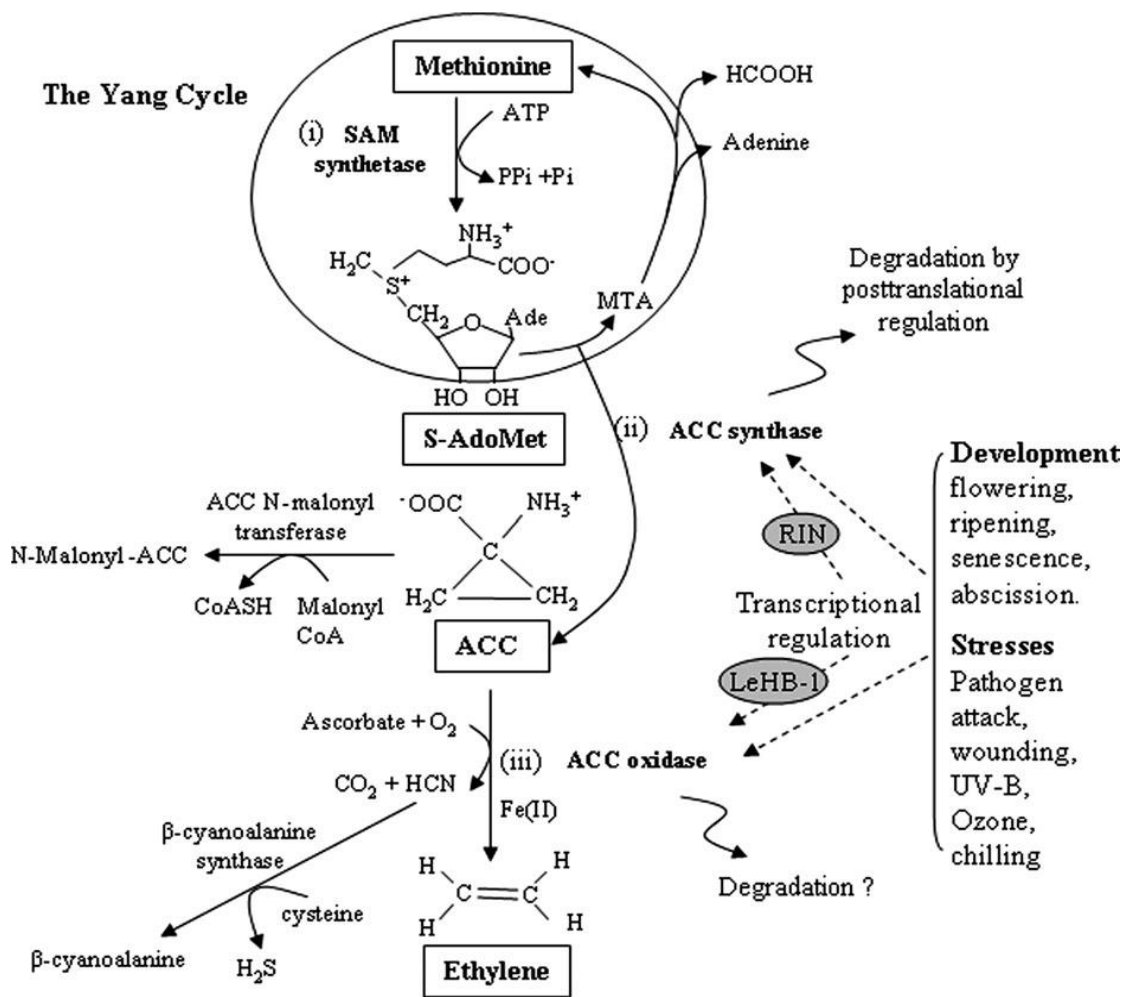 The Yang Cycle
Methionine
HCOOH
ATP
Adenine
(i) SAM
synthetase
PPi +Pi
NH3+
H2C
COO-
S+
CH2
Ade
O
MTA
HO OH
S-AdoMet
Degradation by
posttranslational
regulation
(ii) ACC synthase
Development
flowering,
ripening,
senescence,
abscission.
Stresses
Pathogen
attack,
wounding,
UV-B,
Ozone,
chilling
RIN
Transcriptional
regulation
LeHB-1
ACC N-malonyl
transferase
N-Malonyl-ACC
CoASH
Malonyl
CoA
-OOC
NH3+
C
H2C
CH2
ACC
Ascorbate + O2
(iii) ACC oxidase
CO2 + HCN
Fe(II)
β-cyanoalanine
synthase
cysteine
β-cyanoalanine
H2S
H H
C C
H H
Ethylene
Degradation ?